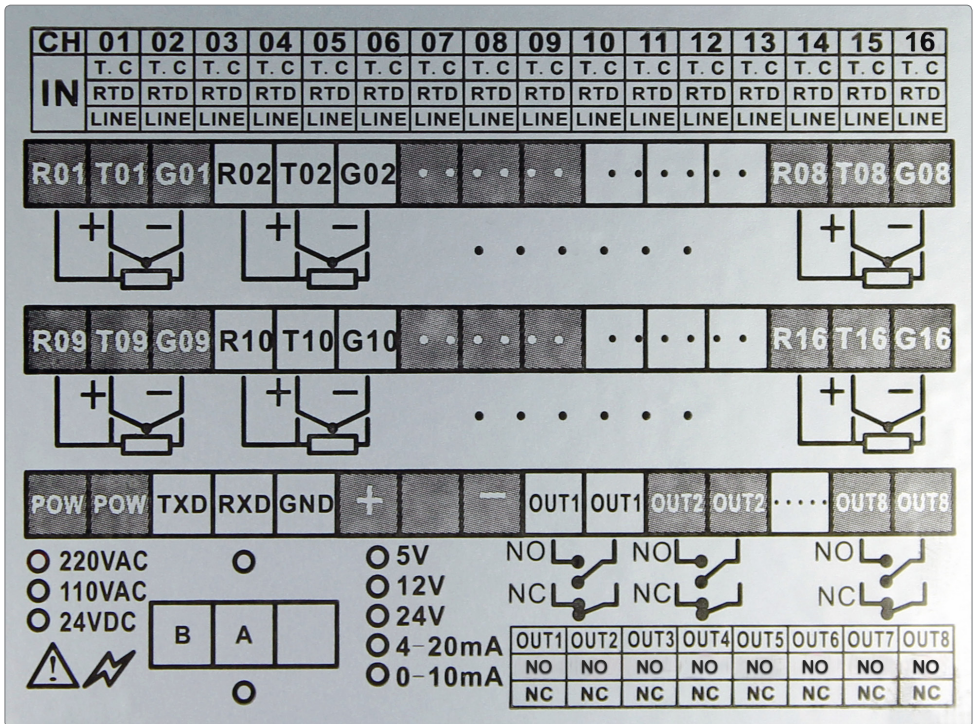 CH 01 02 03 04 05 06 07 08 09 10 11 12 13 14 15 16
IN
T. C T. C T. C T. C T. C T. C T. C T. C T. C T. C T. C T. C T. C T. C T. C T. C
RTD RTD RTD RTD RTD RTD RTD RTD RTD RTD RTD RTD RTD RTD RTD RTD
LINE LINE LINE LINE LINE LINE LINE LINE LINE LINE LINE LINE LINE LINE LINE LINE
R01 T01 G01 R02 T02 G02 · · · · · · · · · · · · R08 T08 G08
+ − + − · · · · · · + −
R09 T09 G09 R10 T10 G10 · · · · · · · · · · · · R16 T16 G16
+ − + − · · · · · · + −
POW POW TXD RXD GND + − OUT1 OUT1 OUT2 OUT2 ····· OUT8 OUT8
220VAC 5V NO NO NO
110VAC 12V NC NC NC
24VDC 24V
B A 4-20mA
0-10mA
OUT1 OUT2 OUT3 OUT4 OUT5 OUT6 OUT7 OUT8
NO NO NO NO NO NO NO NO
NC NC NC NC NC NC NC NC